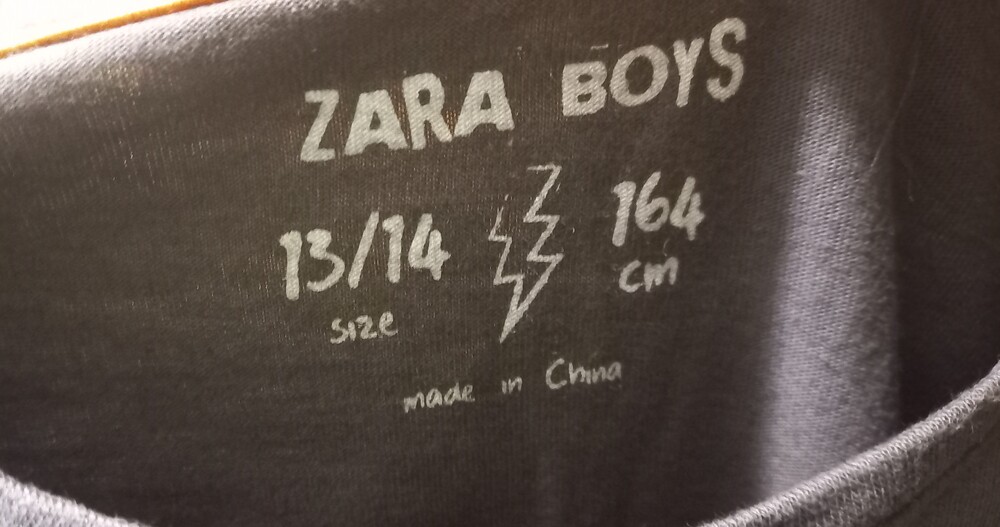 ZARA BOYS
13/14 164
size cm
made in China